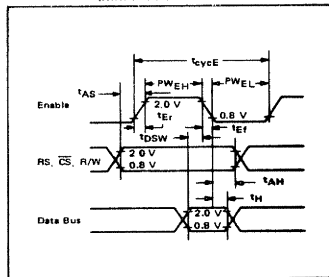 tcycE
tAS
PWEH
PWEL
Enable
2.0 V
tEr
0.8 V
tEf
tDSW
RS, C̅S̅, R/W
2.0 V
0.8 V
tAH
tH
Data Bus
2.0 V
0.8 V